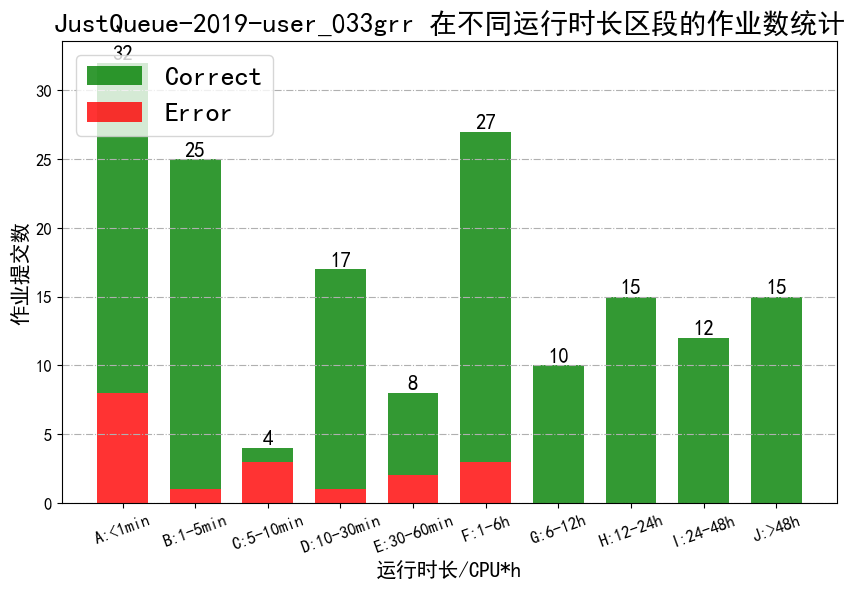 JustQueue-2019-user_033grr 在不同运行时长区段的作业数统计
32
Correct
Error
25
4
17
8
27
10
15
12
15
作业提交数
30
25
20
15
10
5
0
A:<1min
B:1-5min
C:5-10min
D:10-30min
E:30-60min
F:1-6h
G:6-12h
H:12-24h
I:24-48h
J:>48h
运行时长/CPU*h